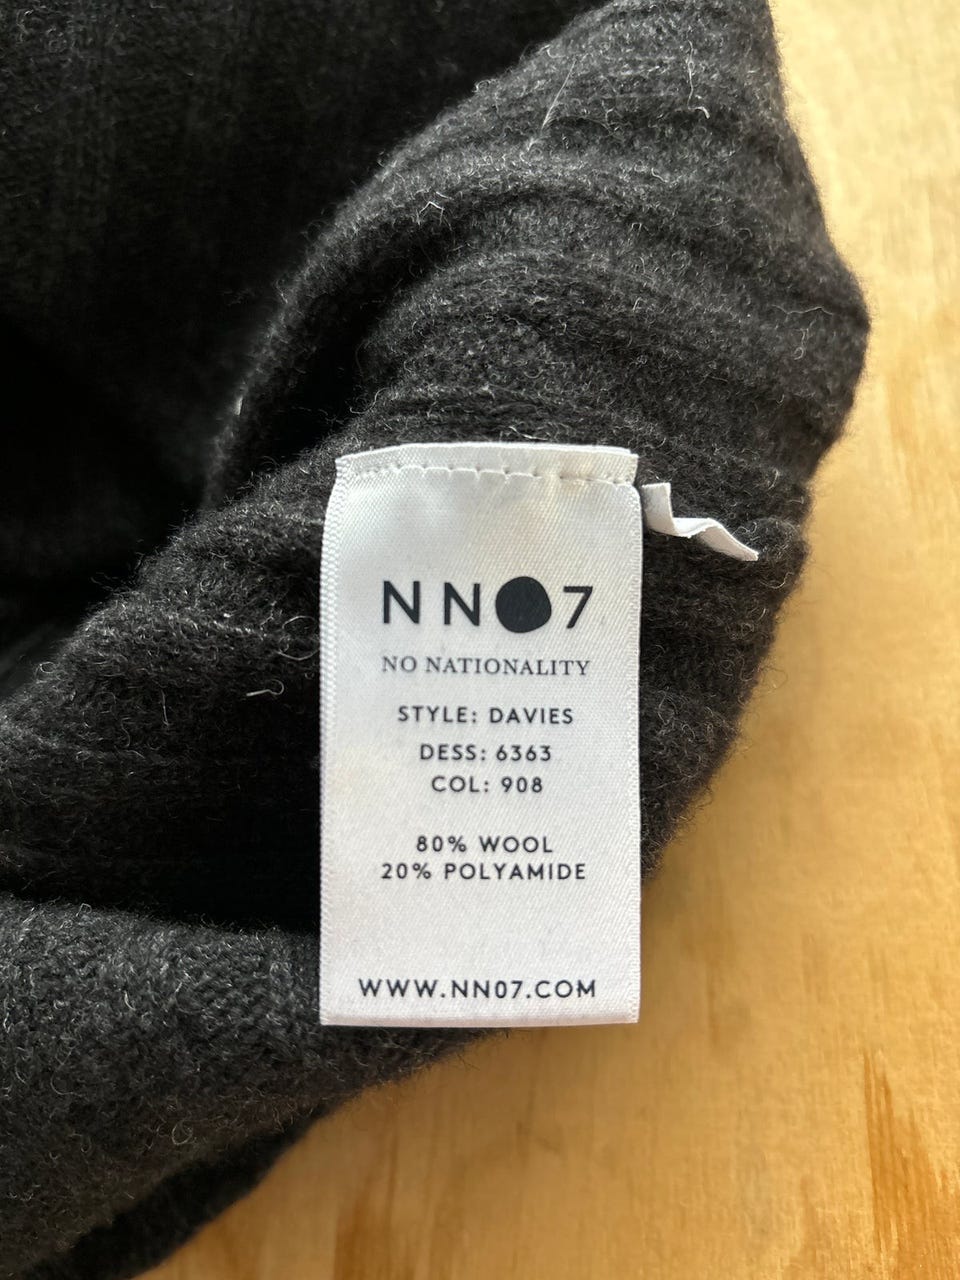 NN07
NO NATIONALITY
STYLE: DAVIES
DESS: 6363
COL: 908
80% WOOL
20% POLYAMIDE
WWW.NN07.COM